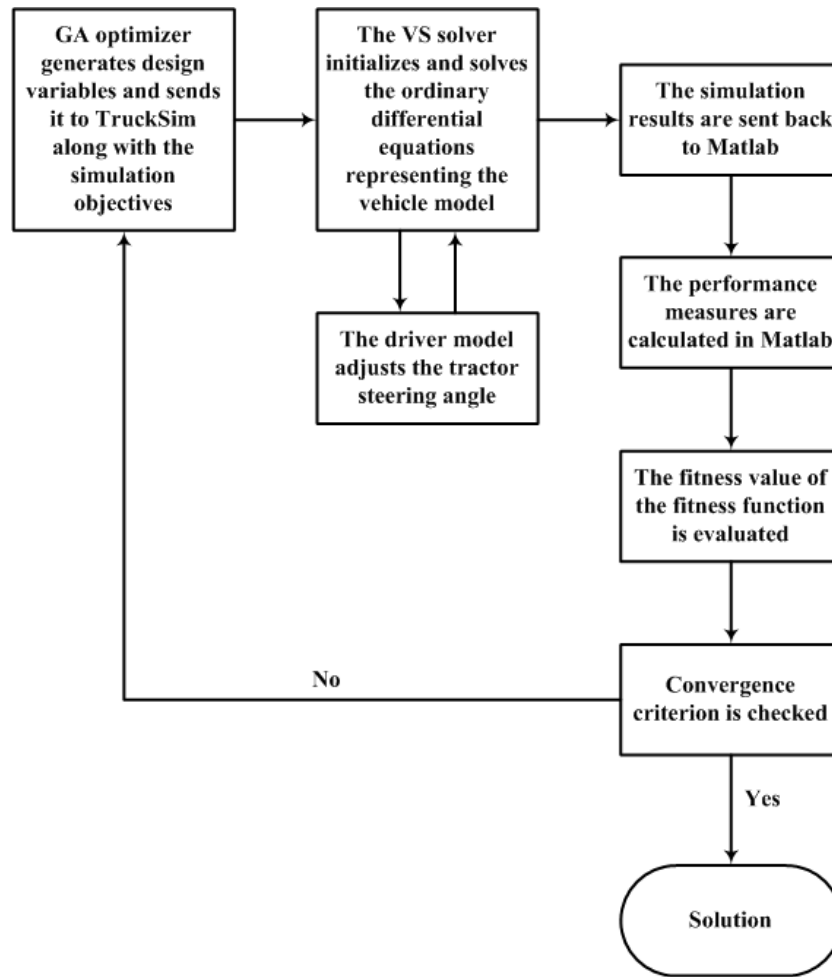 GA optimizer
generates design
variables and sends
it to TruckSim
along with the
simulation
objectives
The VS solver
initializes and solves
the ordinary
differential
equations
representing the
vehicle model
The simulation
results are sent back
to Matlab
The driver model
adjusts the tractor
steering angle
The performance
measures are
calculated in Matlab
The fitness value of
the fitness function
is evaluated
Convergence
criterion is checked
No
Yes
Solution